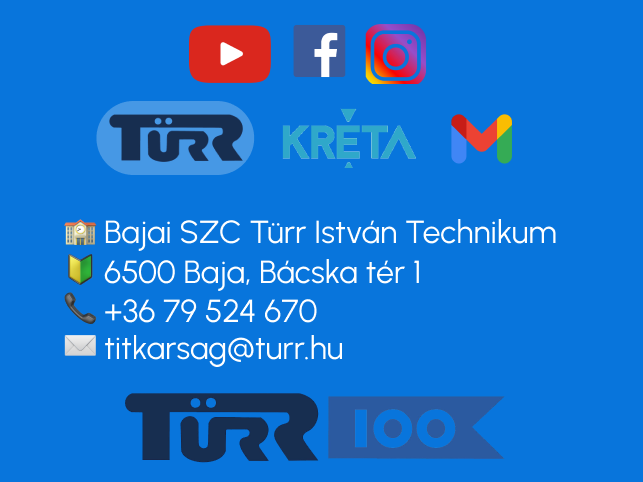 TÜRR KRÉTA
Bajai SZC Türr István Technikum
6500 Baja, Bácska tér 1
+36 79 524 670
titkarsag@turr.hu
TÜRR 100